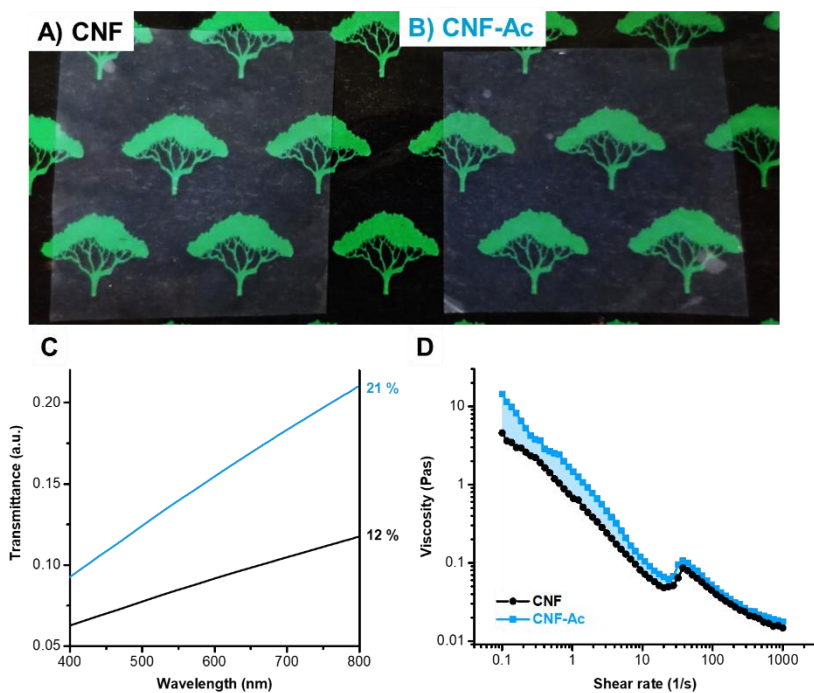 A) CNF
B) CNF-Ac
C
D
0.20
0.15
0.10
0.05
Transmittance (a.u.)
21 %
12 %
400
500
600
700
800
Wavelength (nm)
10
1
0.1
0.01
Viscosity (Pas)
CNF
CNF-Ac
0.1
1
10
100
1000
Shear rate (1/s)